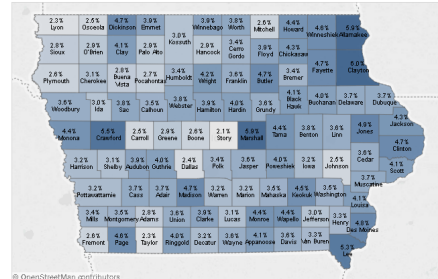 2.3% Lyon 2.5% Osceola 4.7% Dickinson 3.9% Emmet 3.9% Winnebago 3.8% Worth 2.6% Mitchell 4.4% Howard 4.6% Winneshiek 5.9% Allamakee
3.0% Kossuth
2.8% Sioux 2.9% O'Brien 4.1% Clay 2.9% Palo Alto 2.9% Hancock 3.4% Cerro Gordo 3.9% Floyd 4.3% Chickasaw
2.6% Plymouth 3.1% Cherokee 2.8% Buena Vista 2.7% Pocahontas 3.4% Humboldt 4.2% Wright 3.6% Franklin 4.7% Butler 3.4% Bremer 4.7% Fayette 6.0% Clayton
3.6% Woodbury 3.0% Ida 3.8% Sac 3.5% Calhoun 3.8% Webster 3.9% Hamilton 4.0% Hardin 3.6% Grundy 4.1% Black Hawk 4.0% Buchanan 3.7% Delaware 3.7% Dubuque
4.4% Monona 5.5% Crawford 2.5% Carroll 2.9% Greene 2.6% Boone 2.1% Story 5.9% Marshall 4.4% Tama 3.8% Benton 3.6% Linn 4.9% Jones 4.3% Jackson
4.7% Clinton
3.2% Harrison 3.1% Shelby 3.9% Audubon 4.0% Guthrie 2.4% Dallas 3.4% Polk 3.6% Jasper 4.0% Poweshiek 3.2% Iowa 2.5% Johnson 3.6% Cedar 4.1% Scott
3.7% Muscatine
3.2% Pottawattamie 3.7% Cass 3.2% Adair 4.7% Madison 3.2% Warren 3.2% Marion 3.5% Mahaska 4.5% Keokuk 3.5% Washington
4.1% Louisa
3.4% Mills 3.5% Montgomery 2.8% Adams 3.6% Union 3.9% Clarke 3.1% Lucas 4.4% Monroe 4.4% Wapello 3.0% Jefferson 3.3% Henry 4.8% Des Moines
2.6% Fremont 4.6% Page 2.3% Taylor 4.0% Ringgold 3.2% Decatur 3.6% Wayne 4.1% Appanoose 3.6% Davis 3.3% Van Buren 5.3% Lee
© OpenStreetMap contributors